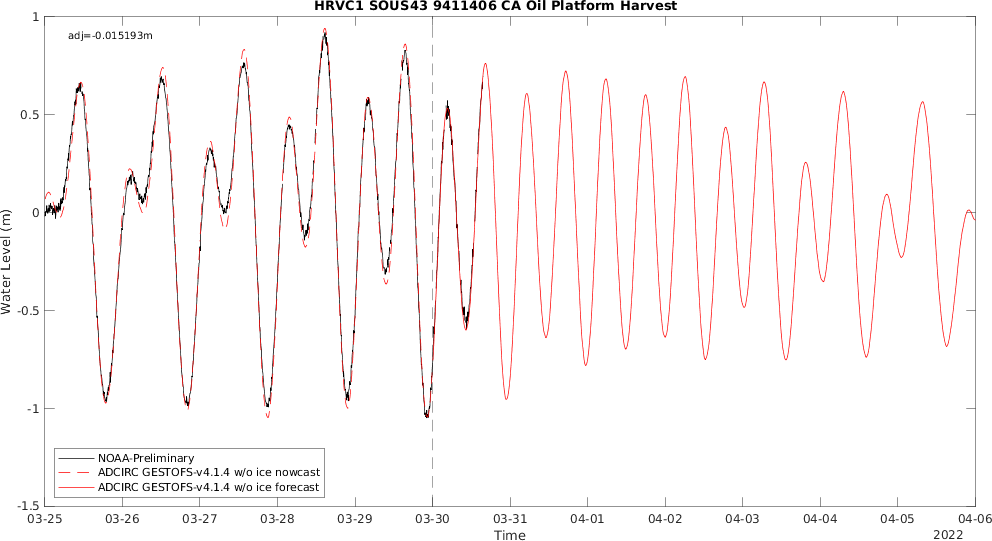 HRVC1 SOUS43 9411406 CA Oil Platform Harvest
adj=-0.015193m
1
0.5
0
-0.5
-1
-1.5
Water Level (m)
NOAA-Preliminary
ADCIRC GESTOFS-v4.1.4 w/o ice nowcast
ADCIRC GESTOFS-v4.1.4 w/o ice forecast
03-25 03-26 03-27 03-28 03-29 03-30 03-31 04-01 04-02 04-03 04-04 04-05 04-06
Time
2022